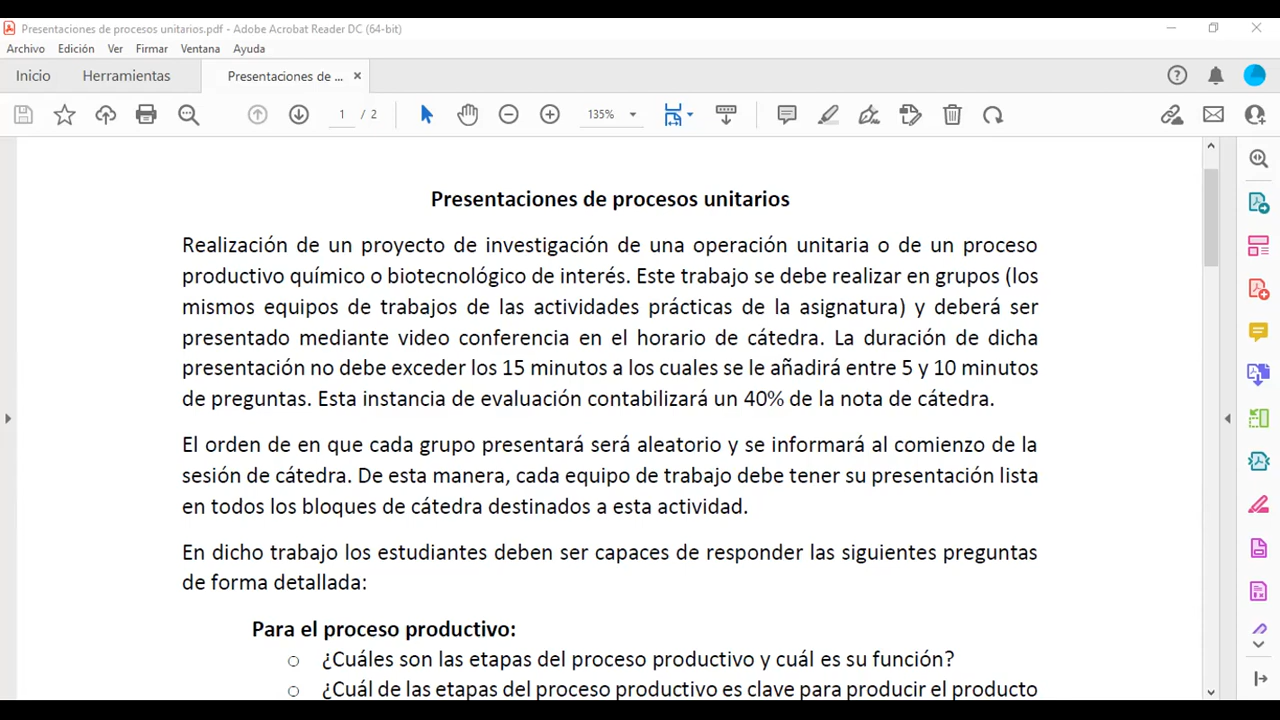 Presentaciones de procesos unitarios.pdf - Adobe Acrobat Reader DC (64-bit)
Archivo Edición Ver Firmar Ventana Ayuda
Inicio Herramientas Presentaciones de ... ×
1 / 2 135%
Presentaciones de procesos unitarios
Realización de un proyecto de investigación de una operación unitaria o de un proceso
productivo químico o biotecnológico de interés. Este trabajo se debe realizar en grupos (los
mismos equipos de trabajos de las actividades prácticas de la asignatura) y deberá ser
presentado mediante video conferencia en el horario de cátedra. La duración de dicha
presentación no debe exceder los 15 minutos a los cuales se le añadirá entre 5 y 10 minutos
de preguntas. Esta instancia de evaluación contabilizará un 40% de la nota de cátedra.
El orden de en que cada grupo presentará será aleatorio y se informará al comienzo de la
sesión de cátedra. De esta manera, cada equipo de trabajo debe tener su presentación lista
en todos los bloques de cátedra destinados a esta actividad.
En dicho trabajo los estudiantes deben ser capaces de responder las siguientes preguntas
de forma detallada:
Para el proceso productivo:
○ ¿Cuáles son las etapas del proceso productivo y cuál es su función?
○ ¿Cuál de las etapas del proceso productivo es clave para producir el producto